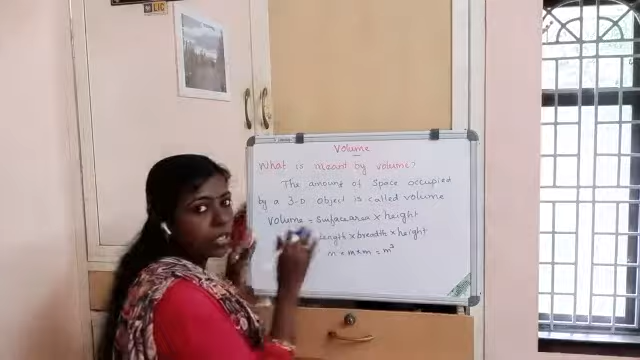 LIC
Volume
What is meant by volume?
The amount of space occupied
by a 3-D object is called volume
Volume = Surface area x height
length x breadth x height
m x m x m = m³